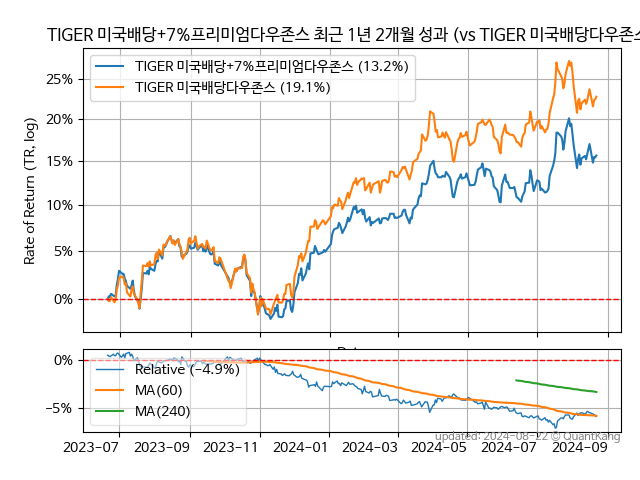 TIGER 미국배당+7%프리미엄다우존스 최근 1년 2개월 성과 (vs TIGER 미국배당다우존스
TIGER 미국배당+7%프리미엄다우존스 (13.2%)
TIGER 미국배당다우존스 (19.1%)
Rate of Return (TR, log)
25%
20%
15%
10%
5%
0%
0%
−5%
Relative (−4.9%)
MA(60)
MA(240)
2023−07
2023−09
2023−11
2024−01
2024−03
2024−05
2024−07
2024−09
updated: 2024−08−22 © QuantKang